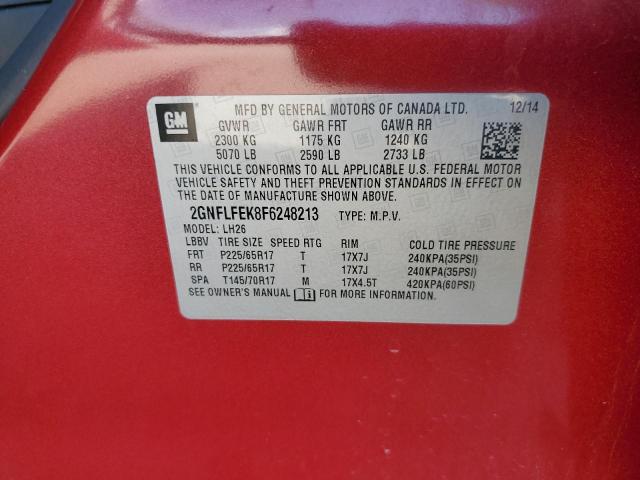 GM
MFD BY GENERAL MOTORS OF CANADA LTD. 12/14
GVWR GAWR FRT GAWR RR
2300 KG 1175 KG 1240 KG
5070 LB 2590 LB 2733 LB
THIS VEHICLE CONFORMS TO ALL APPLICABLE U.S. FEDERAL MOTOR
VEHICLE SAFETY AND THEFT PREVENTION STANDARDS IN EFFECT ON
THE DATE OF MANUFACTURE SHOWN ABOVE.
2GNFLFEK8F6248213 TYPE: M.P.V.
MODEL: LH26
LBBV TIRE SIZE SPEED RTG RIM COLD TIRE PRESSURE
FRT P225/65R17 T 17X7J 240KPA(35PSI)
RR P225/65R17 T 17X7J 240KPA(35PSI)
SPA T145/70R17 M 17X4.5T 420KPA(60PSI)
SEE OWNER'S MANUAL FOR MORE INFORMATION.